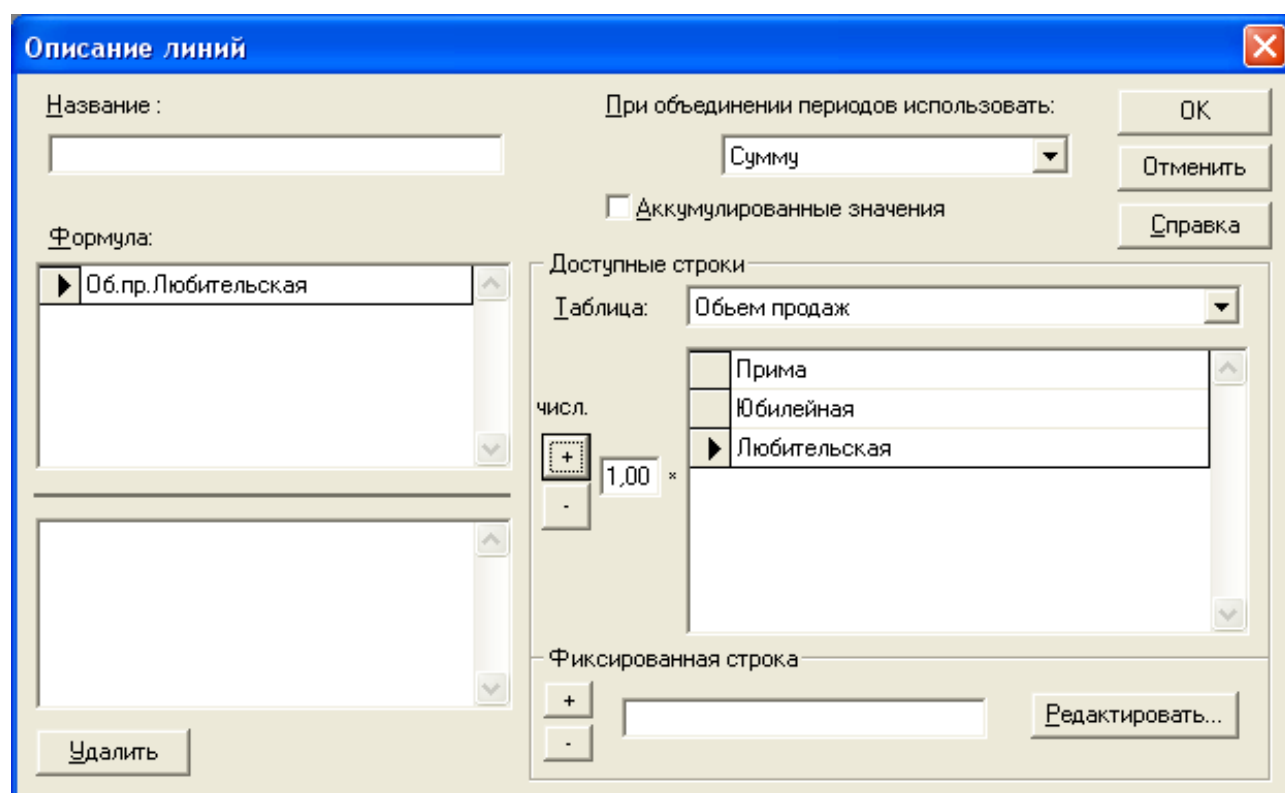 Описание линий
Название :
При объединении периодов использовать:
OK
Сумму
Отменить
Аккумулированные значения
Справка
Формула:
Об.пр.Любительская
Доступные строки
Таблица:
Обьем продаж
Прима
Юбилейная
Любительская
числ.
+
1,00 *
-
Фиксированная строка
+
-
Редактировать...
Удалить